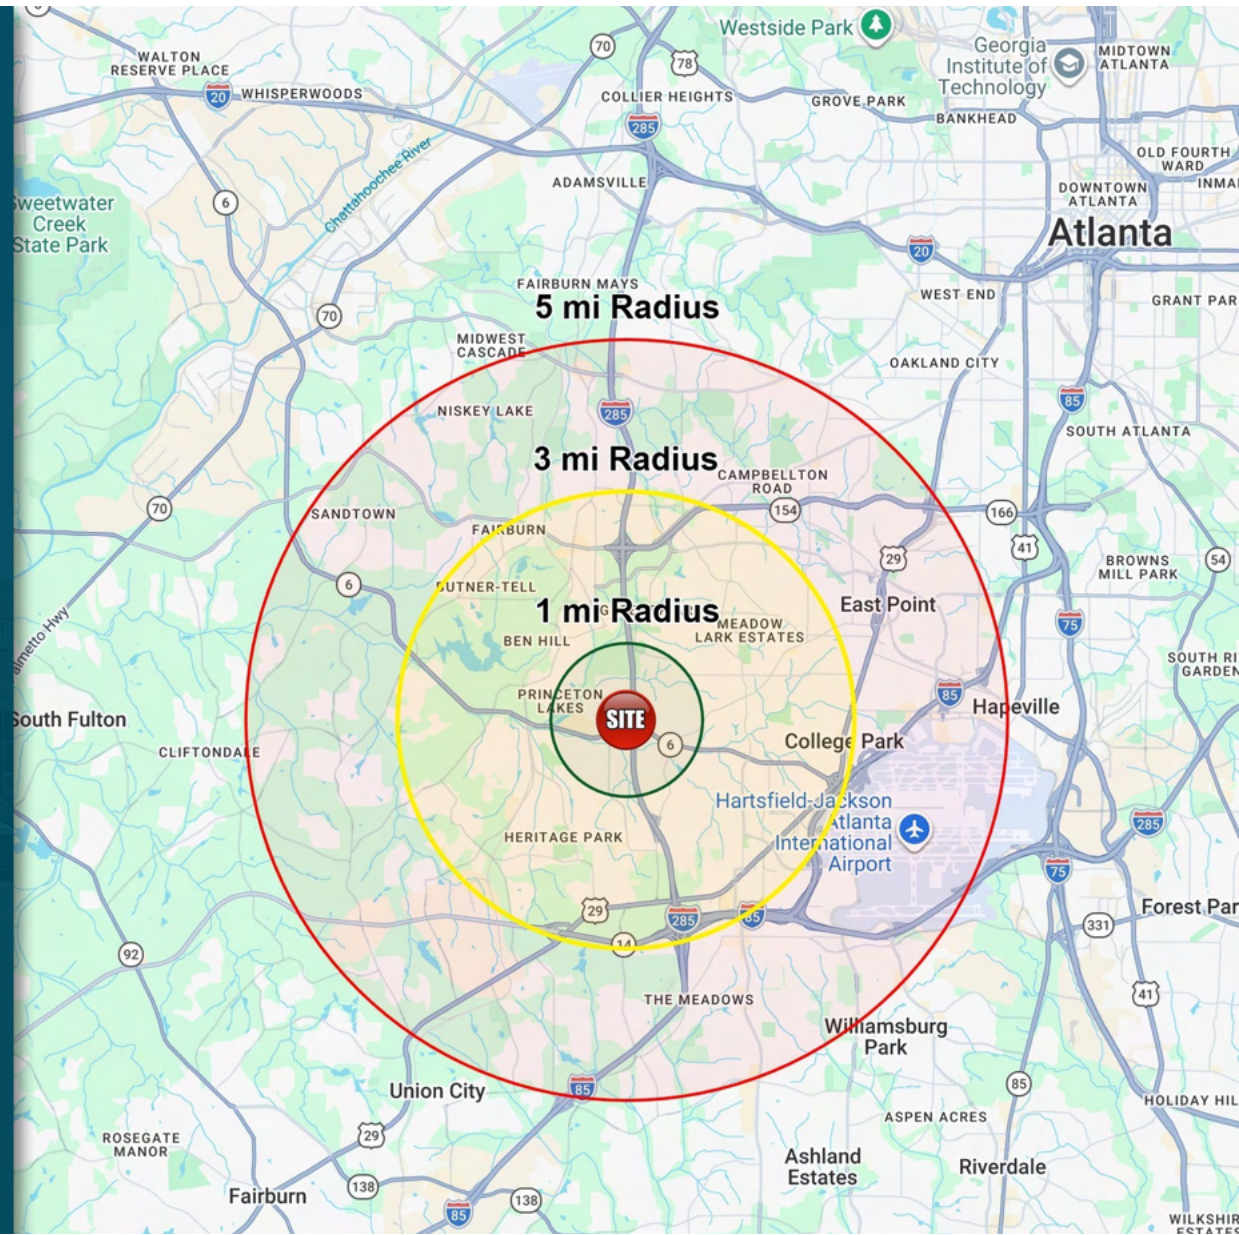 Westside Park
70
78
WALTON
RESERVE PLACE
Georgia
Institute of
Technology
MIDTOWN
ATLANTA
20
WHISPERWOODS
COLLIER HEIGHTS
GROVE PARK
BANKHEAD
285
Chattahoochee River
OLD FOURTH
WARD
INMA
ADAMSVILLE
DOWNTOWN
ATLANTA
6
Sweetwater
Creek
State Park
Atlanta
20
FAIRBURN MAYS
WEST END
GRANT PAR
5 mi Radius
70
MIDWEST
CASCADE
OAKLAND CITY
85
NISKEY LAKE
285
SOUTH ATLANTA
3 mi Radius
CAMPBELLTON
ROAD
70
SANDTOWN
154
166
FAIRBURN
41
29
BROWNS
MILL PARK
54
6
BUTNER-TELL
East Point
1 mi Radius
MEADOW
LARK ESTATES
75
almetto Hwy
BEN HILL
SOUTH RI
GARDEN
PRINCETON
LAKES
85
Hapeville
South Fulton
SITE
6
College Park
CLIFTONDALE
Hartsfield-Jackson
Atlanta
International
Airport
285
HERITAGE PARK
75
29
285
85
Forest Par
14
331
92
41
THE MEADOWS
Williamsburg
Park
Union City
85
85
HOLIDAY HIL
ASPEN ACRES
ROSEGATE
MANOR
29
Ashland
Estates
Riverdale
Fairburn
138
138
85
WILKSHIR
ESTATES